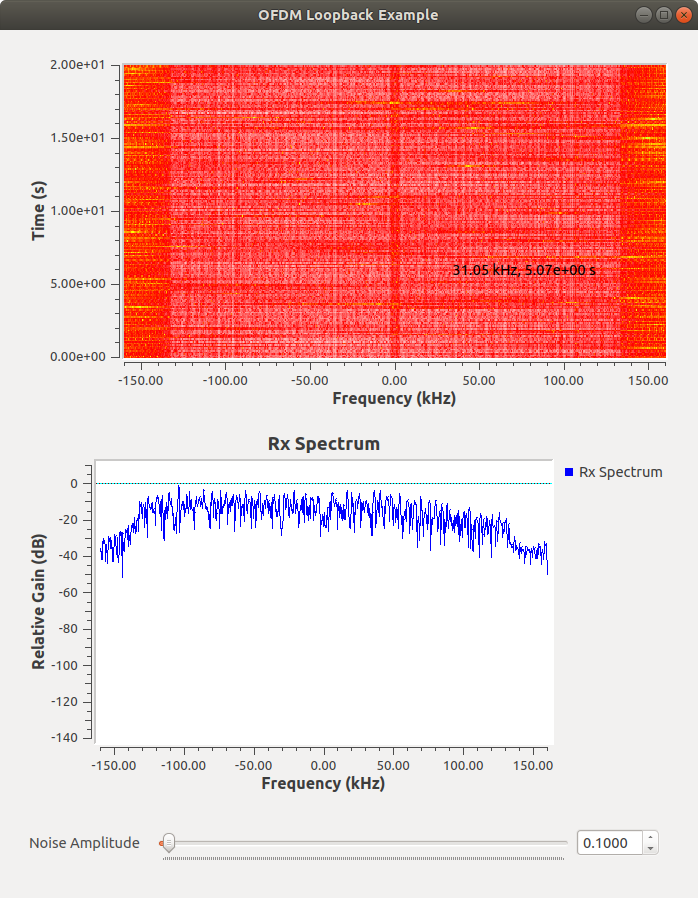 OFDM Loopback Example
2.00e+01
1.50e+01
1.00e+01
5.00e+00
0.00e+00
Time (s)
31.05 kHz, 5.07e+00 s
-150.00 -100.00 -50.00 0.00 50.00 100.00 150.00
Frequency (kHz)
Rx Spectrum
Rx Spectrum
0
-20
-40
-60
-80
-100
-120
-140
Relative Gain (dB)
-150.00 -100.00 -50.00 0.00 50.00 100.00 150.00
Frequency (kHz)
Noise Amplitude 0.1000